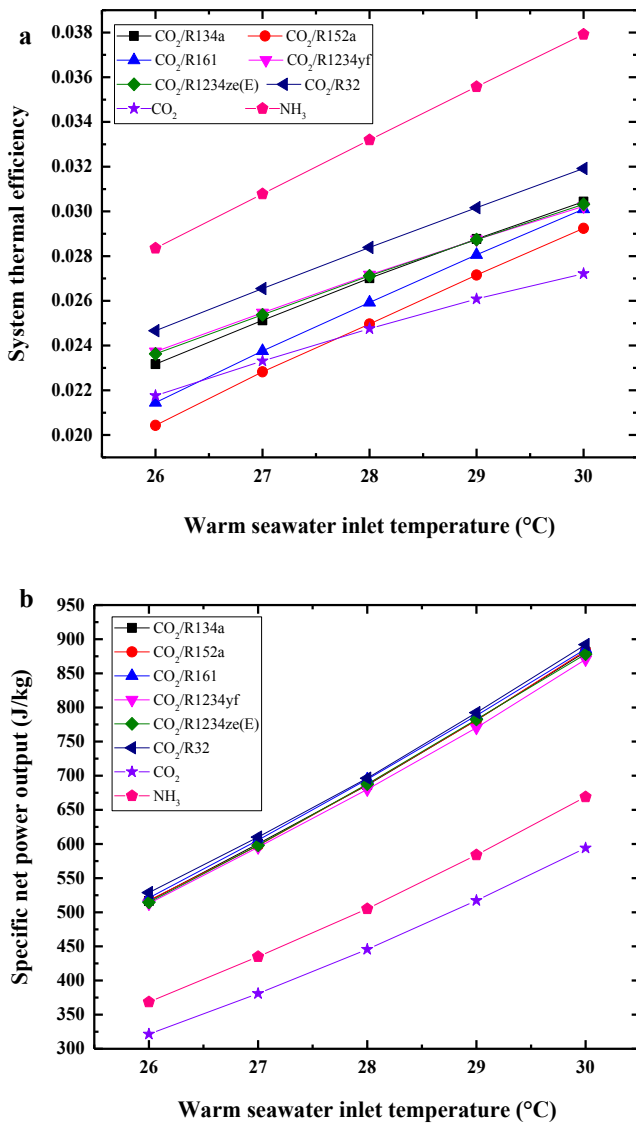 a
CO₂/R134a CO₂/R152a
CO₂/R161 CO₂/R1234yf
CO₂/R1234ze(E) CO₂/R32
CO₂ NH₃
System thermal efficiency
0.038
0.036
0.034
0.032
0.030
0.028
0.026
0.024
0.022
0.020
26 27 28 29 30
Warm seawater inlet temperature (°C)
b
CO₂/R134a
CO₂/R152a
CO₂/R161
CO₂/R1234yf
CO₂/R1234ze(E)
CO₂/R32
CO₂
NH₃
Specific net power output (J/kg)
950
900
850
800
750
700
650
600
550
500
450
400
350
300
26 27 28 29 30
Warm seawater inlet temperature (°C)